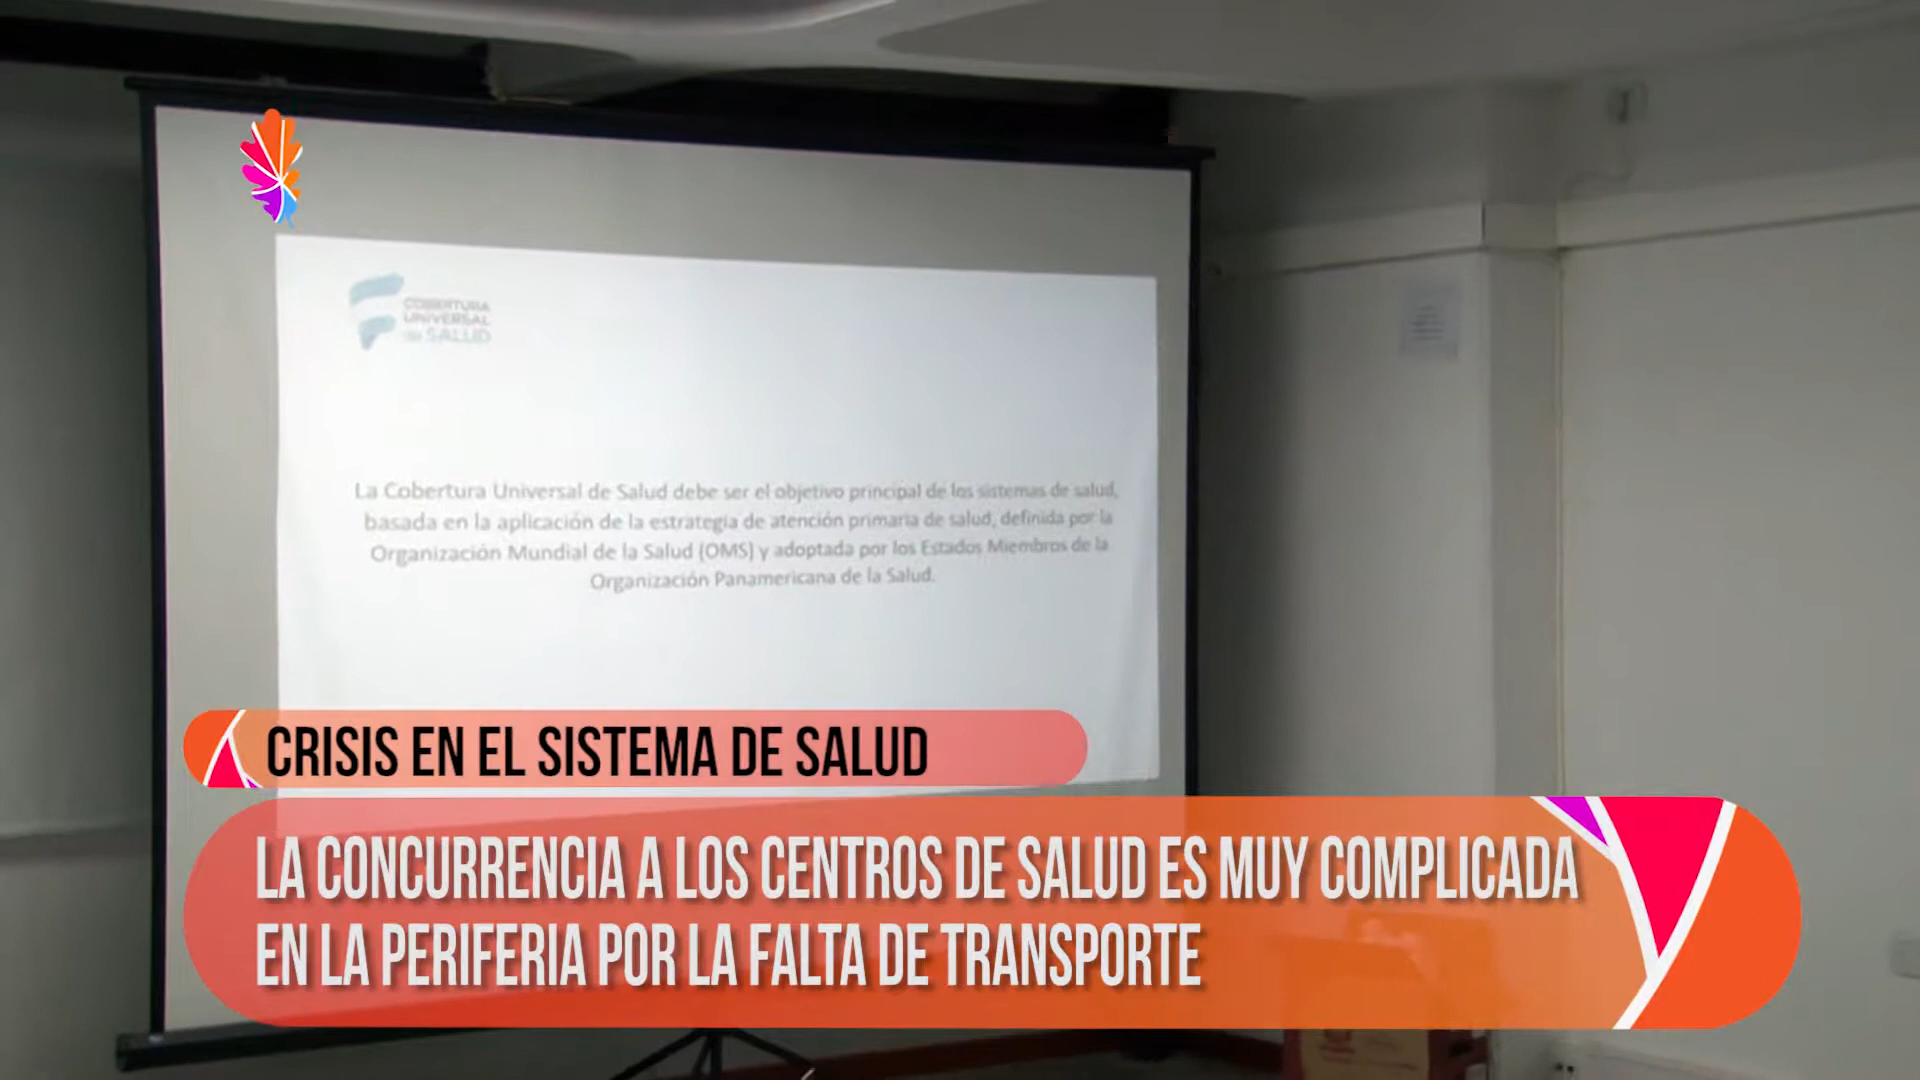 COBERTURA
UNIVERSAL
de SALUD
La Cobertura Universal de Salud debe ser el objetivo principal de los sistemas de salud,
basada en la aplicación de la estrategia de atención primaria de salud, definida por la
Organización Mundial de la Salud (OMS) y adoptada por los Estados Miembros de la
Organización Panamericana de la Salud.
CRISIS EN EL SISTEMA DE SALUD
LA CONCURRENCIA A LOS CENTROS DE SALUD ES MUY COMPLICADA
EN LA PERIFERIA POR LA FALTA DE TRANSPORTE